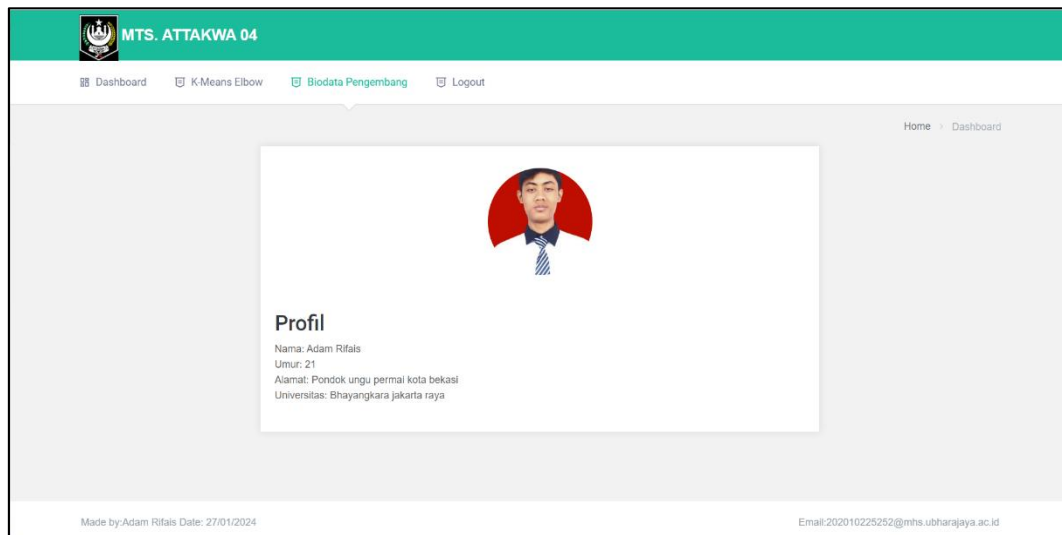 MTS. ATTAKWA 04
Dashboard K-Means Elbow Biodata Pengembang Logout
Home > Dashboard
Profil
Nama: Adam Rifais
Umur: 21
Alamat: Pondok ungu permai kota bekasi
Universitas: Bhayangkara jakarta raya
Made by:Adam Rifais Date: 27/01/2024 Email:202010225252@mhs.ubharajaya.ac.id